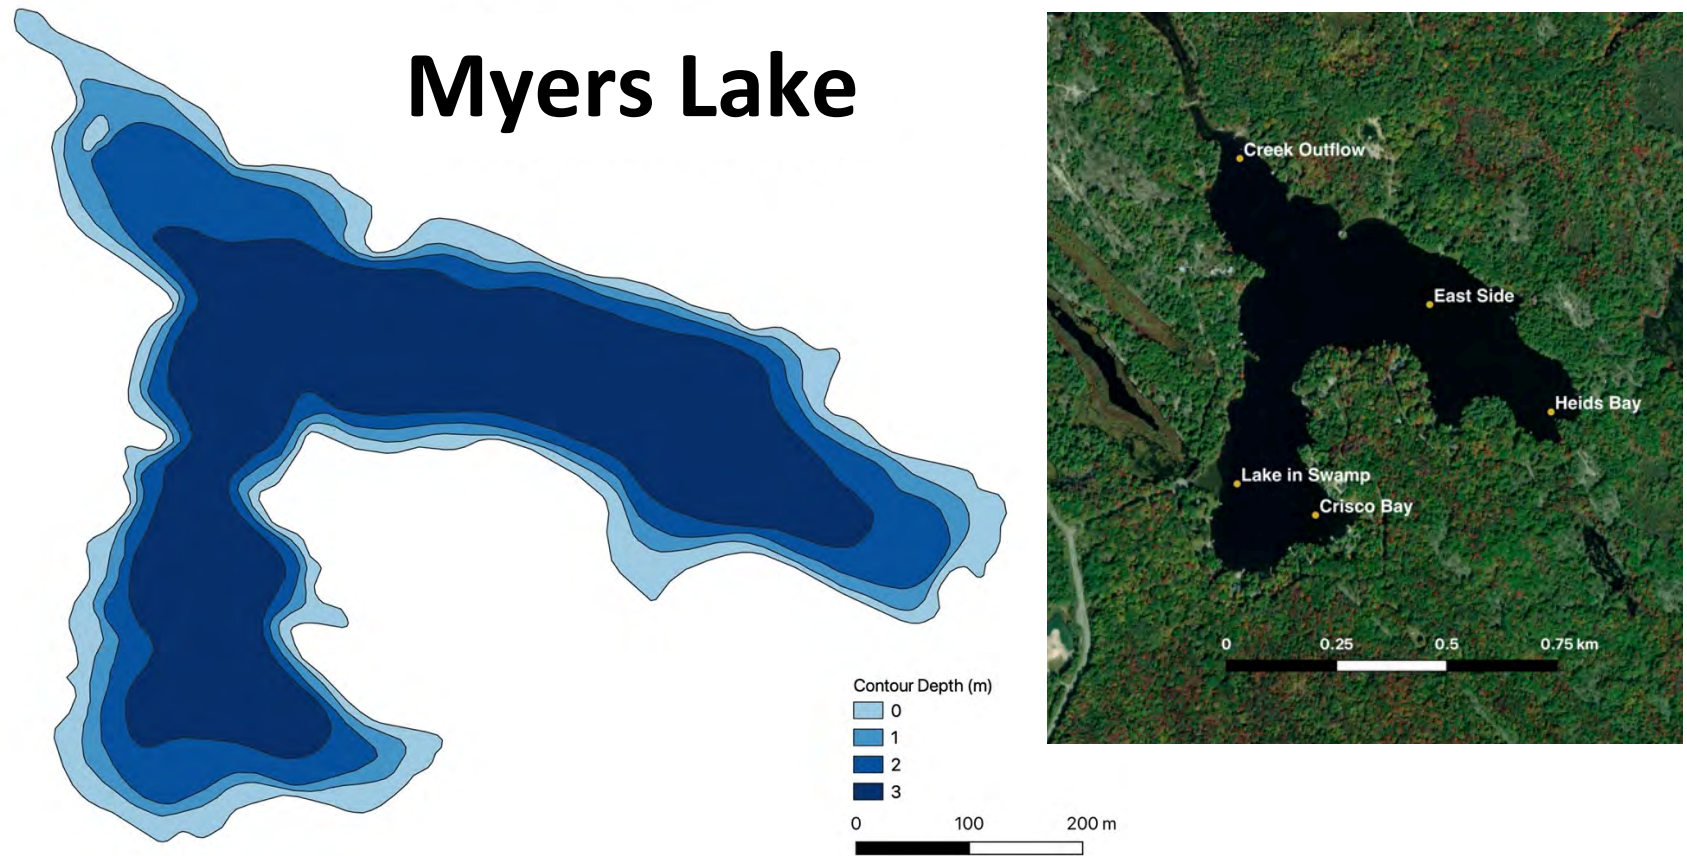 Myers Lake
Creek Outflow
East Side
Heids Bay
Lake in Swamp
Crisco Bay
0 0.25 0.5 0.75 km
Contour Depth (m)
0
1
2
3
0 100 200 m